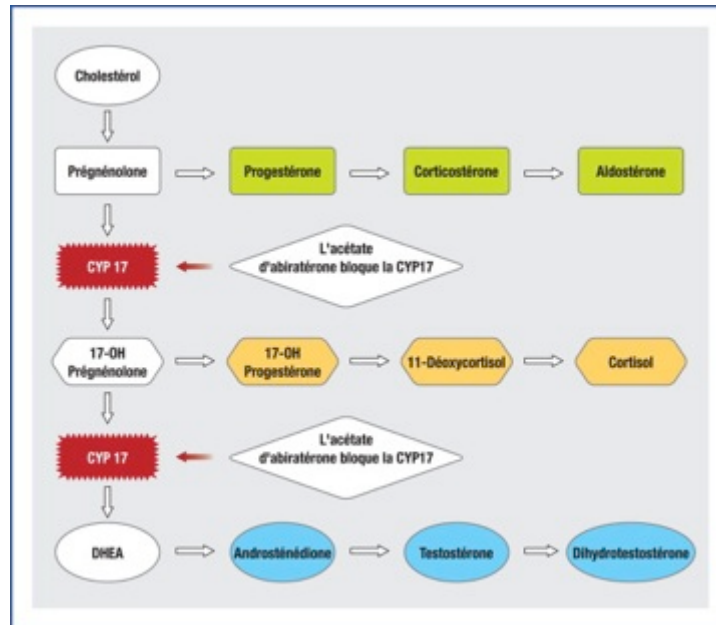 Cholestérol
Prégnénolone
Progestérone
Corticostérone
Aldostérone
CYP 17
L'acétate
d'abiratérone bloque la CYP17
17-OH
Prégnénolone
17-OH
Progestérone
11-Déoxycortisol
Cortisol
CYP 17
L'acétate
d'abiratérone bloque la CYP17
DHEA
Androsténédione
Testostérone
Dihydrotestostérone